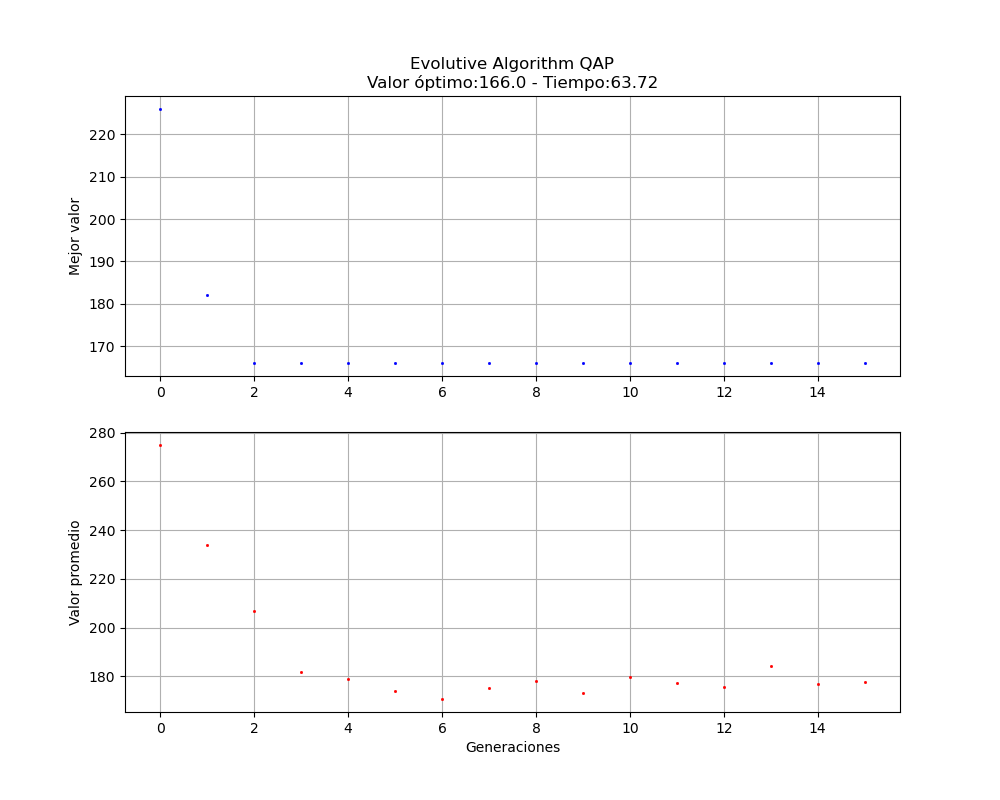 Evolutive Algorithm QAP
Valor óptimo:166.0 - Tiempo:63.72
Mejor valor
220
210
200
190
180
170
0 2 4 6 8 10 12 14
Valor promedio
280
260
240
220
200
180
0 2 4 6 8 10 12 14
Generaciones